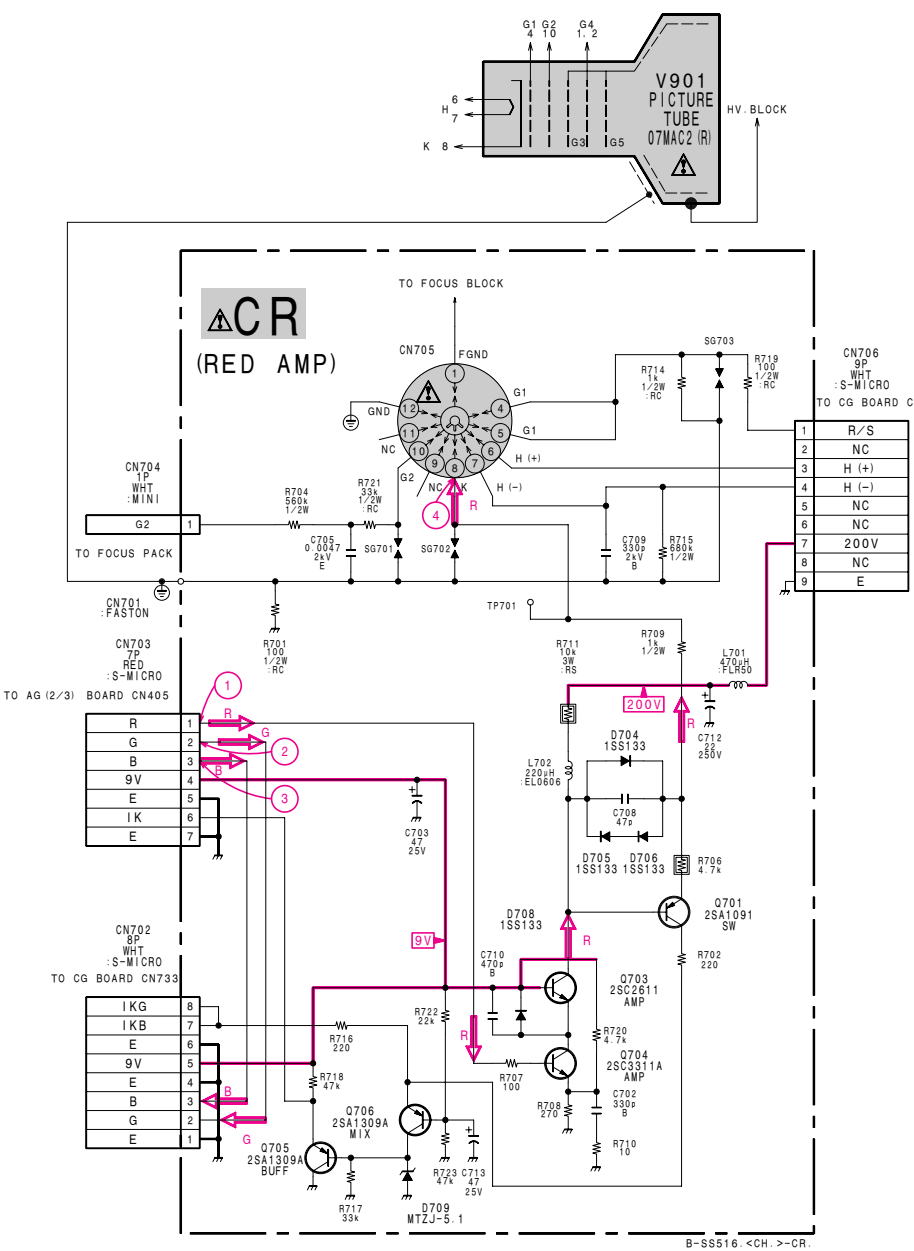 G1 G2 G4
4 10 1, 2
V901
PICTURE
TUBE
07MAC2 (R)
HV. BLOCK
H 6
7
K 8
G3 G5
TO FOCUS BLOCK
CR
(RED AMP)
CN705
FGND
1
12
11
10
9
8
7
6
5
4
GND
NC
G2
NC
K
H (-)
H (+)
G1
G1
4
R
SG703
R714
1k
1/2W
:RC
R719
100
1/2W
:RC
CN706
9P
WHT
:S-MICRO
TO CG BOARD C
1 R/S
2 NC
3 H (+)
4 H (-)
5 NC
6 NC
7 200V
8 NC
9 E
CN704
1P
WHT
:MINI
G2 1
TO FOCUS PACK
R704
560k
1/2W
R721
33k
1/2W
:RC
C705
0.0047
2kV
E
SG701
SG702
C709
330p
2kV
B
R715
680k
1/2W
CN701
:FASTON
R701
100
1/2W
:RC
TP701
R711
10k
3W
:RS
R709
1k
1/2W
L701
470μH
:FLR50
200V
R
C712
22
250V
CN703
7P
RED
:S-MICRO
TO AG (2/3) BOARD CN405
R 1
G 2
B 3
9V 4
E 5
IK 6
E 7
1
R
G
2
B
3
C703
47
25V
L702
220μH
:EL0606
D704
1SS133
C708
47p
D705
1SS133
D706
1SS133
R706
4.7k
Q701
2SA1091
SW
R702
220
CN702
8P
WHT
:S-MICRO
TO CG BOARD CN733
IKG 8
IKB 7
E 6
9V 5
E 4
B 3
G 2
E 1
B
G
9V
D708
1SS133
R
C710
470p
B
Q703
2SC2611
AMP
R720
4.7k
Q704
2SC3311A
AMP
R722
22k
R
R707
100
R708
270
C702
330p
B
R710
10
R716
220
R718
47k
Q706
2SA1309A
MIX
Q705
2SA1309A
BUFF
R717
33k
D709
MTZJ-5.1
R723
47k
C713
47
25V
B-SS516.<CH.>-CR.